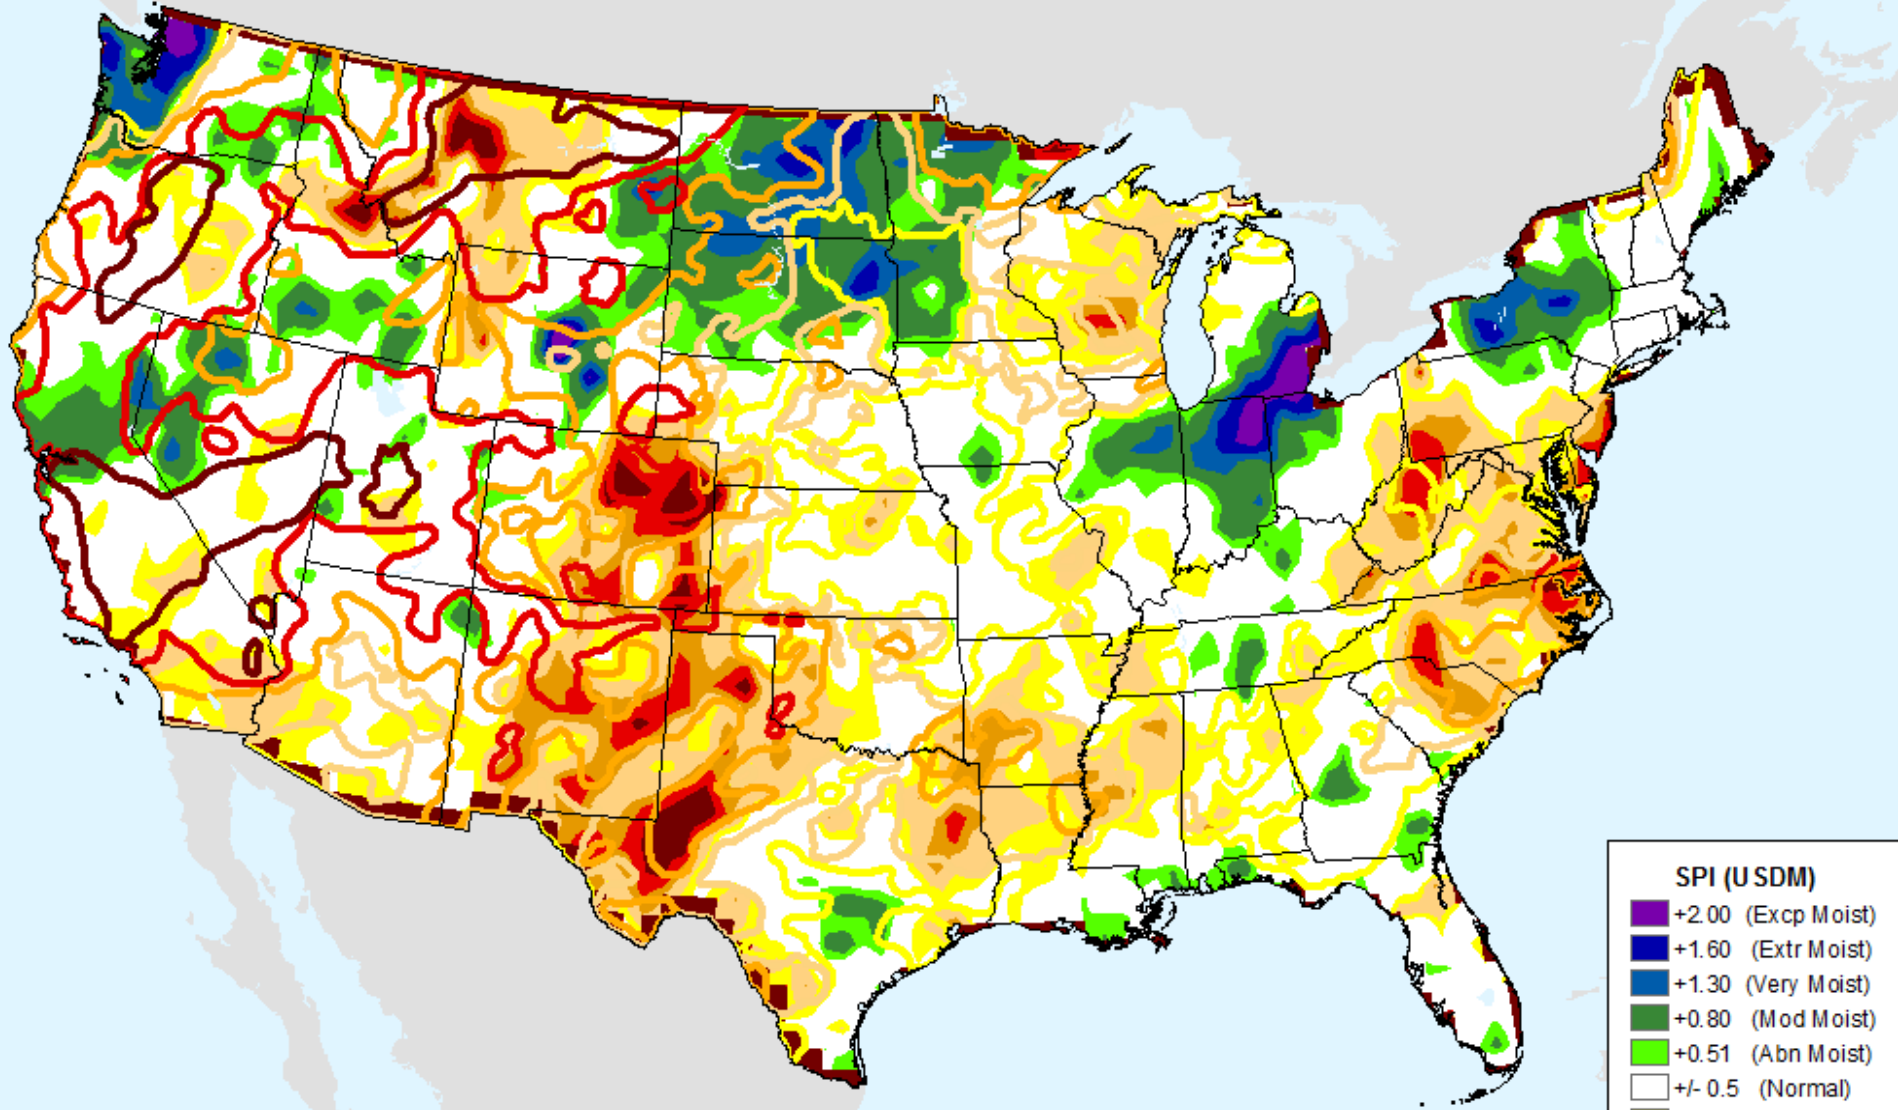 SPI (USDM)
+2.00 (Excp Moist)
+1.60 (Extr Moist)
+1.30 (Very Moist)
+0.80 (Mod Moist)
+0.51 (Abn Moist)
+/- 0.5 (Normal)